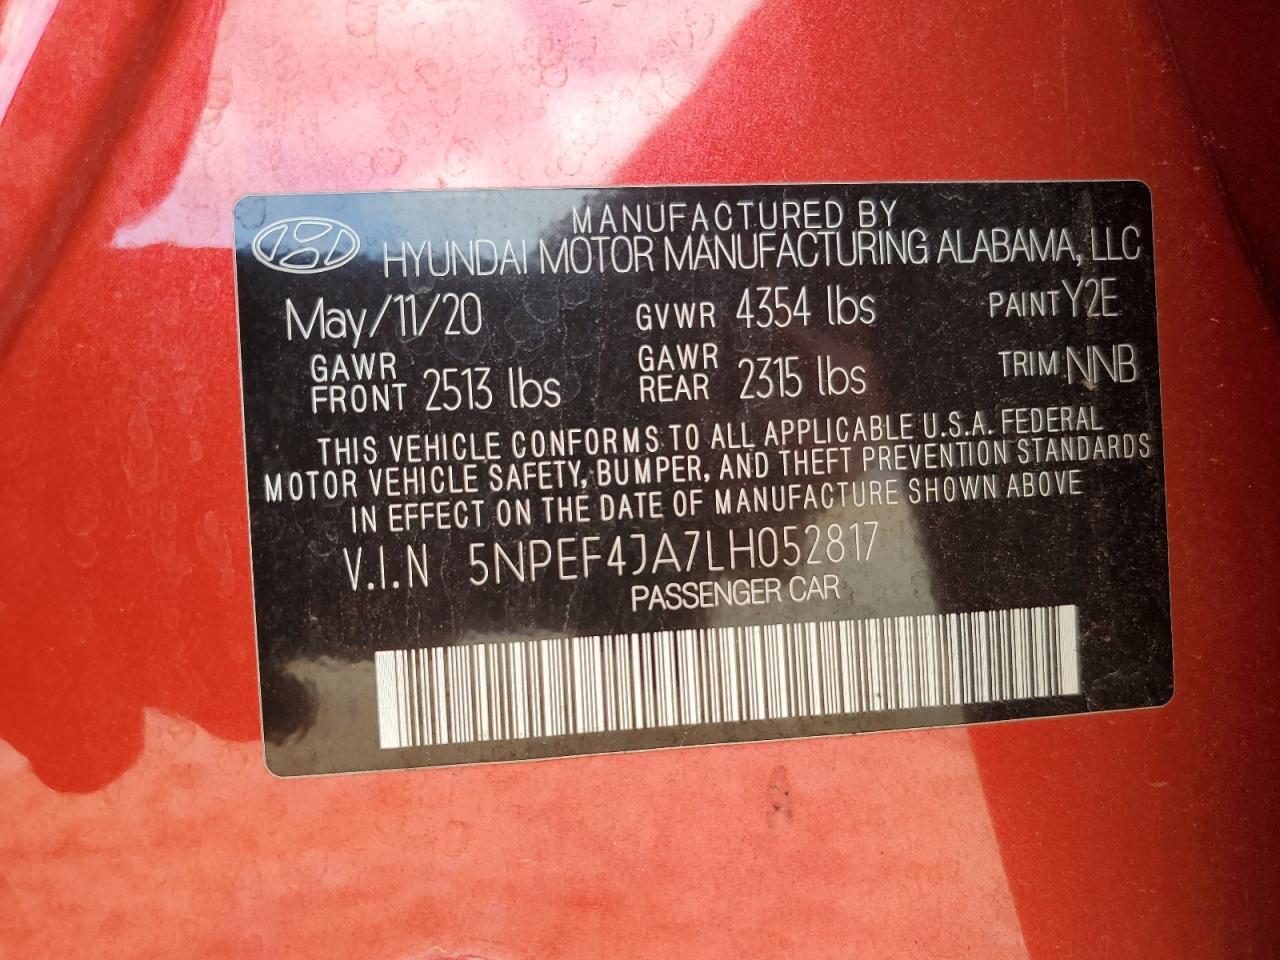 MANUFACTURED BY
HYUNDAI MOTOR MANUFACTURING ALABAMA, LLC
May/11/20 GVWR 4354 lbs PAINT Y2E
GAWR FRONT 2513 lbs GAWR REAR 2315 lbs TRIM NNB
THIS VEHICLE CONFORMS TO ALL APPLICABLE U.S.A. FEDERAL
MOTOR VEHICLE SAFETY, BUMPER, AND THEFT PREVENTION STANDARDS
IN EFFECT ON THE DATE OF MANUFACTURE SHOWN ABOVE
V.I.N 5NPEF4JA7LH052817
PASSENGER CAR